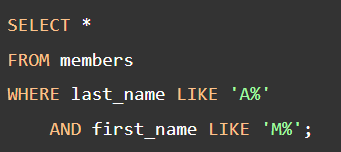 SELECT *
FROM members
WHERE last_name LIKE 'A%'
    AND first_name LIKE 'M%';